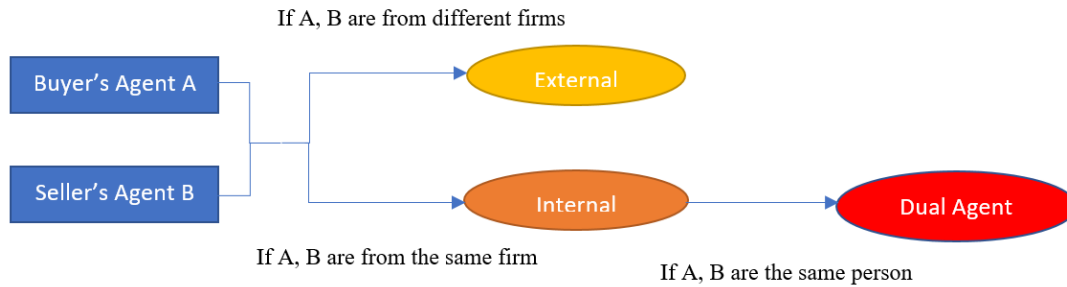 If A, B are from different firms
Buyer's Agent A
External
Seller's Agent B
Internal
Dual Agent
If A, B are from the same firm
If A, B are the same person